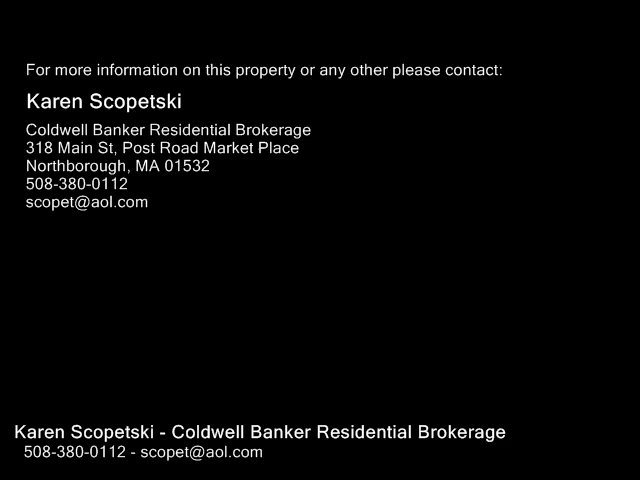 For more information on this property or any other please contact:
Karen Scopetski
Coldwell Banker Residential Brokerage
318 Main St, Post Road Market Place
Northborough, MA 01532
508-380-0112
scopet@aol.com
Karen Scopetski - Coldwell Banker Residential Brokerage
508-380-0112 - scopet@aol.com